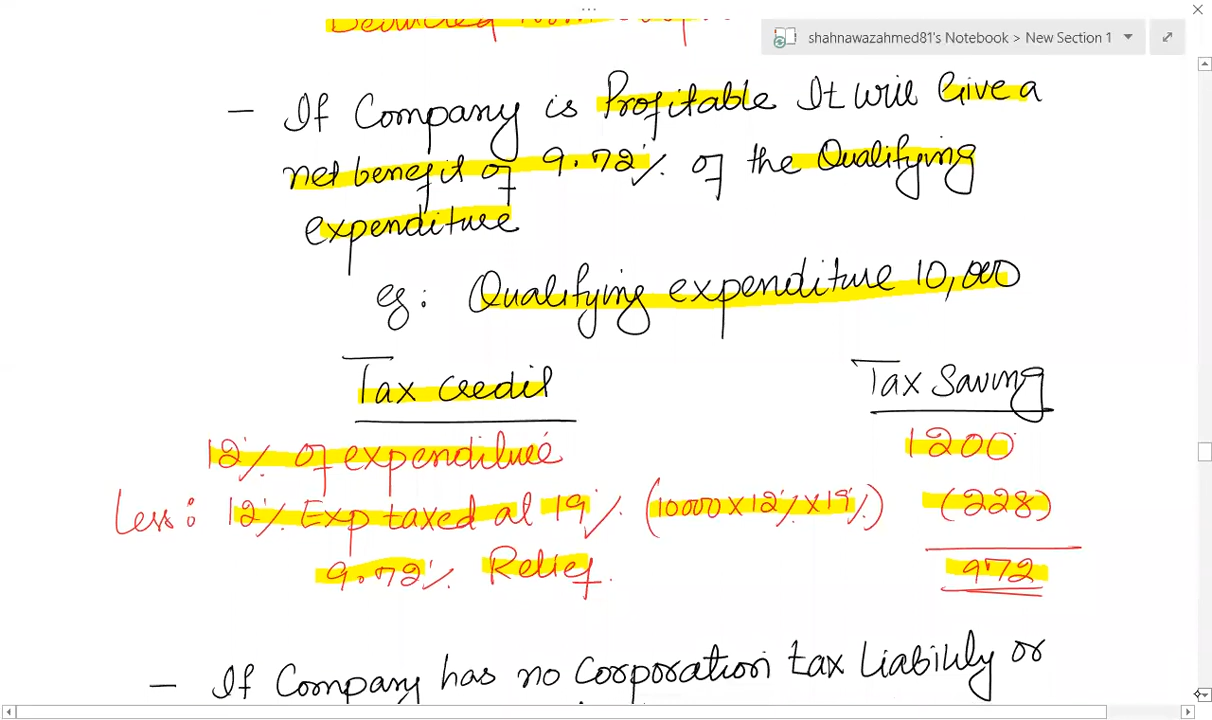 shahnawazahmed81's Notebook > New Section 1
- If Company is Profitable It will Give a
net benefit of 9.72% of the Qualifying
expenditure
eg: Qualifying expenditure 10,000
Tax Credit Tax Saving
12% of expenditure 1200
Less: 12% Exp taxed at 19% (10000x12%x19%) (228)
9.72% Relief. 972
- If Company has no Corporation tax Liability or